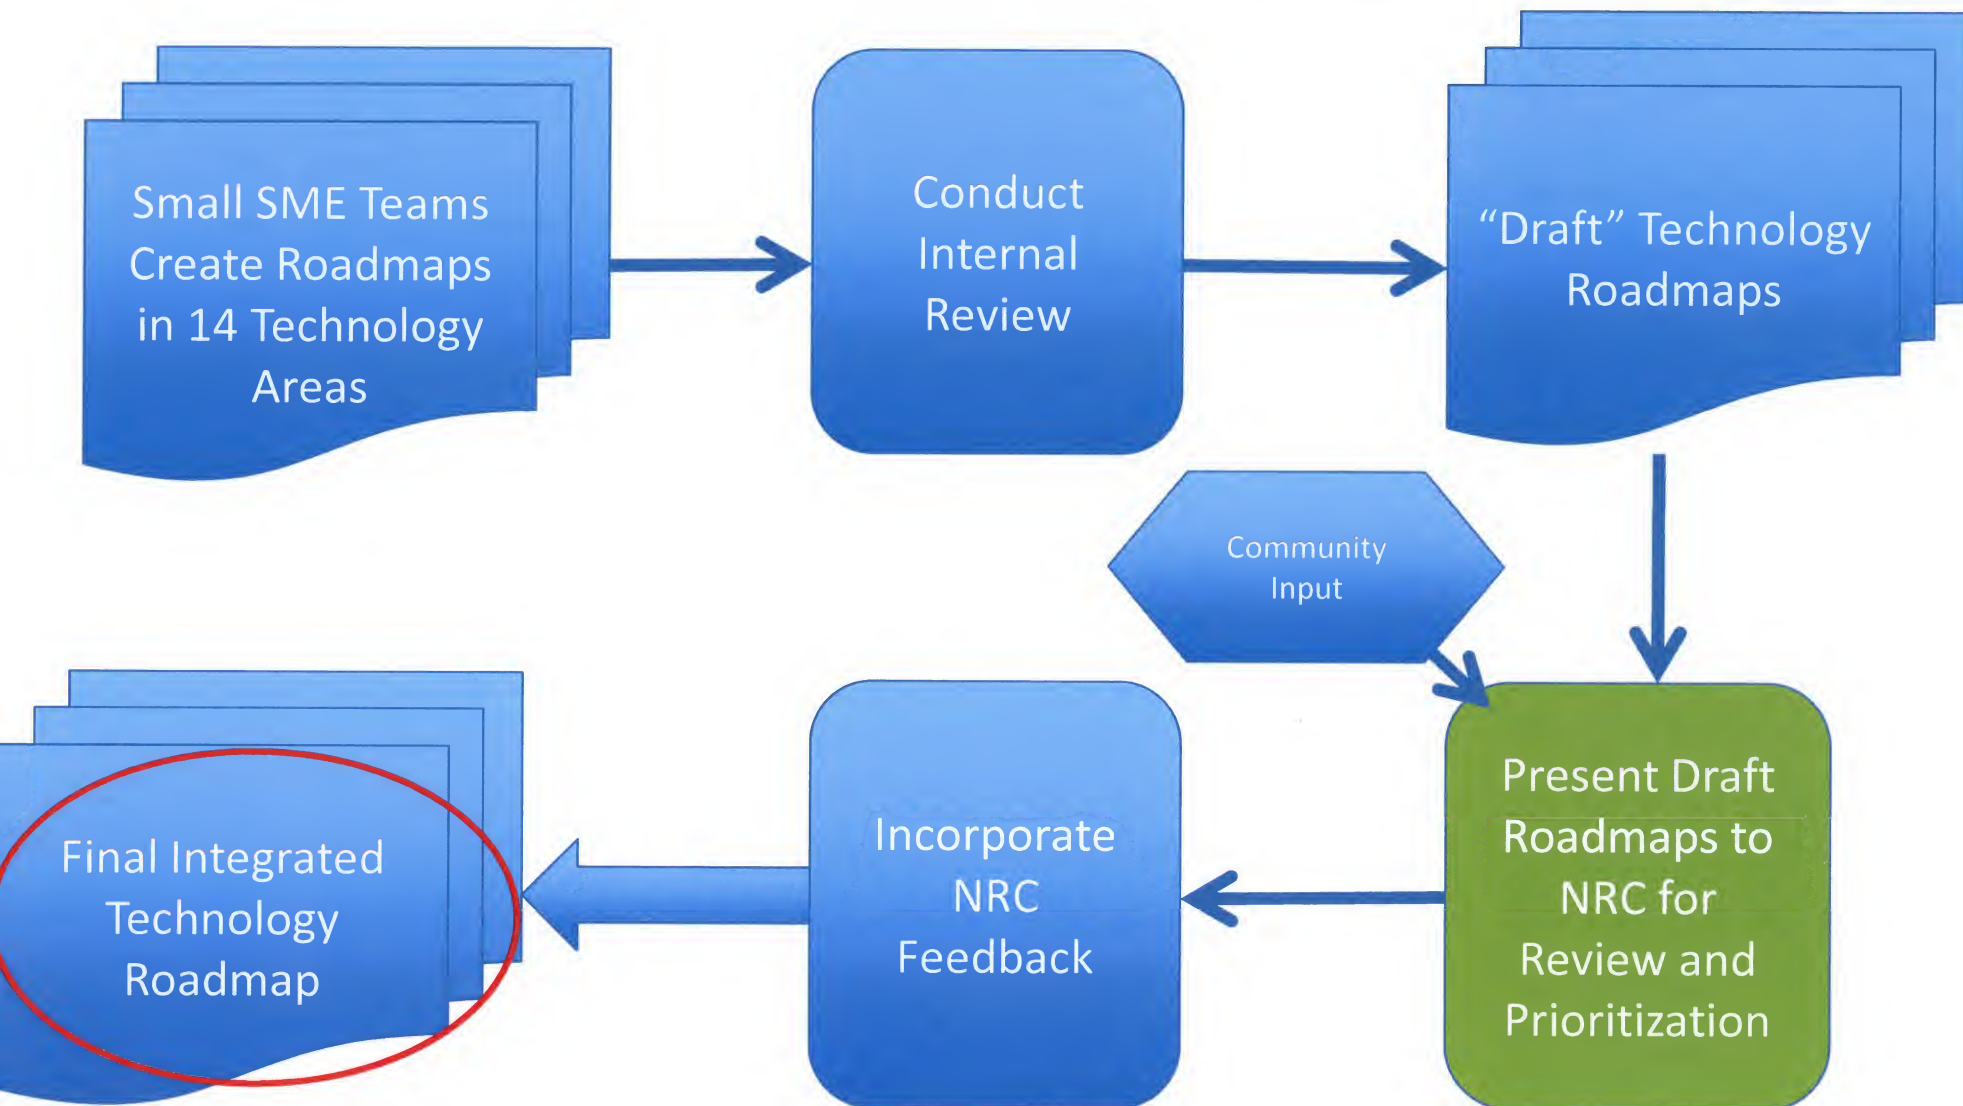 Small SME Teams
Create Roadmaps
in 14 Technology
Areas
Conduct
Internal
Review
“Draft” Technology
Roadmaps
Community
Input
Present Draft
Roadmaps to
NRC for
Review and
Prioritization
Incorporate
NRC
Feedback
Final Integrated
Technology
Roadmap